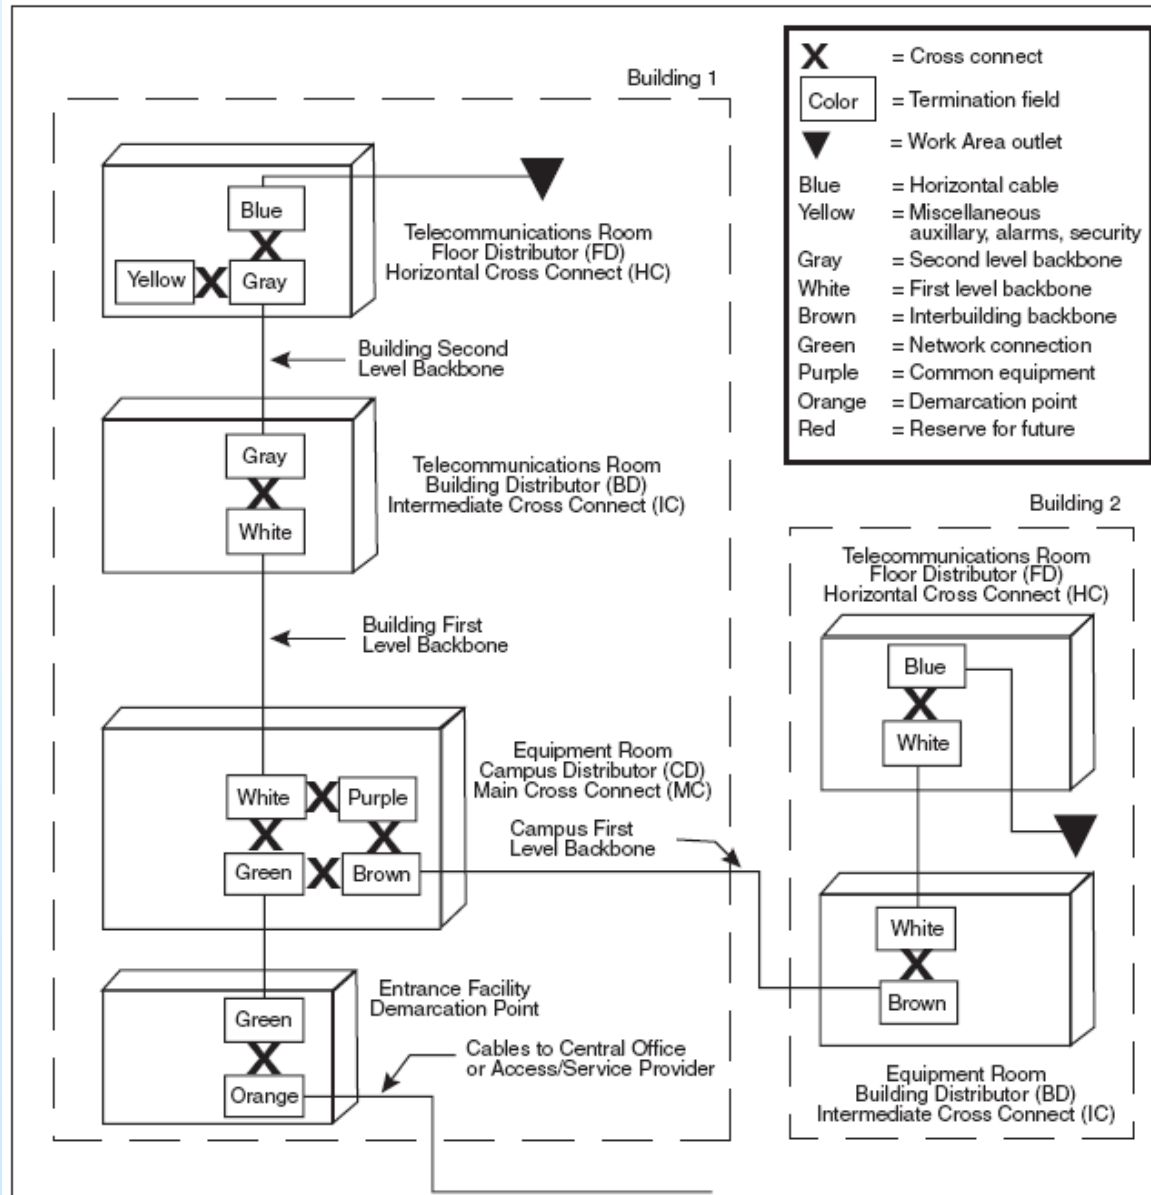 Building 1
Blue
Yellow
Gray
Telecommunications Room
Floor Distributor (FD)
Horizontal Cross Connect (HC)
Building Second
Level Backbone
Gray
White
Telecommunications Room
Building Distributor (BD)
Intermediate Cross Connect (IC)
Building First
Level Backbone
White
Purple
Green
Brown
Equipment Room
Campus Distributor (CD)
Main Cross Connect (MC)
Campus First
Level Backbone
Green
Orange
Entrance Facility
Demarcation Point
Cables to Central Office
or Access/Service Provider
X = Cross connect
Color = Termination field
= Work Area outlet
Blue = Horizontal cable
Yellow = Miscellaneous
auxillary, alarms, security
Gray = Second level backbone
White = First level backbone
Brown = Interbuilding backbone
Green = Network connection
Purple = Common equipment
Orange = Demarcation point
Red = Reserve for future
Building 2
Telecommunications Room
Floor Distributor (FD)
Horizontal Cross Connect (HC)
Blue
White
White
Brown
Equipment Room
Building Distributor (BD)
Intermediate Cross Connect (IC)